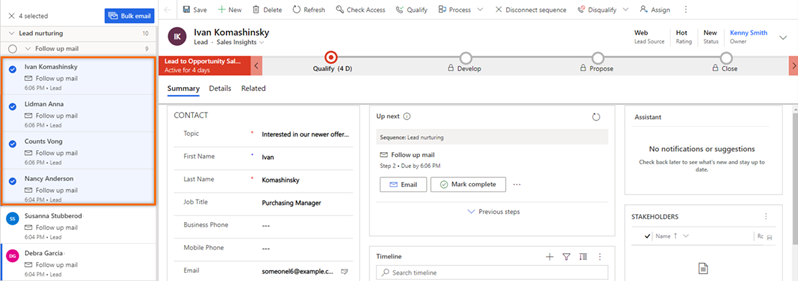 4 selected
Bulk email
Lead nurturing 10
Follow up mail 9
Ivan Komashinsky
Follow up mail
6:06 PM • Lead
Lidman Anna
Follow up mail
6:06 PM • Lead
Counts Vong
Follow up mail
6:06 PM • Lead
Nancy Anderson
Follow up mail
6:04 PM • Lead
SS
Susanna Stubberod
Follow up mail
6:04 PM • Lead
DG
Debra Garcia
Follow up mail
6:04 PM • Lead
Save
New
Delete
Refresh
Check Access
Qualify
Process
Disconnect sequence
Disqualify
Assign
IK
Ivan Komashinsky
Lead • Sales Insights
Web
Lead Source
Hot
Rating
New
Status
Kenny Smith
Owner
Lead to Opportunity Sal...
Active for 4 days
Qualify (4 D)
Develop
Propose
Close
Summary Details Related
CONTACT
Topic * Interested in our newer offer...
First Name * Ivan
Last Name * Komashinsky
Job Title Purchasing Manager
Business Phone ---
Mobile Phone ---
Email someone16@example.c...
Up next
Sequence: Lead nurturing
Follow up mail
Step 2 • Due by 6:06 PM
Email
Mark complete
Previous steps
Timeline
Search timeline
Assistant
No notifications or suggestions
Check back later to see what's new and stay up
to date.
STAKEHOLDERS
Name ↑